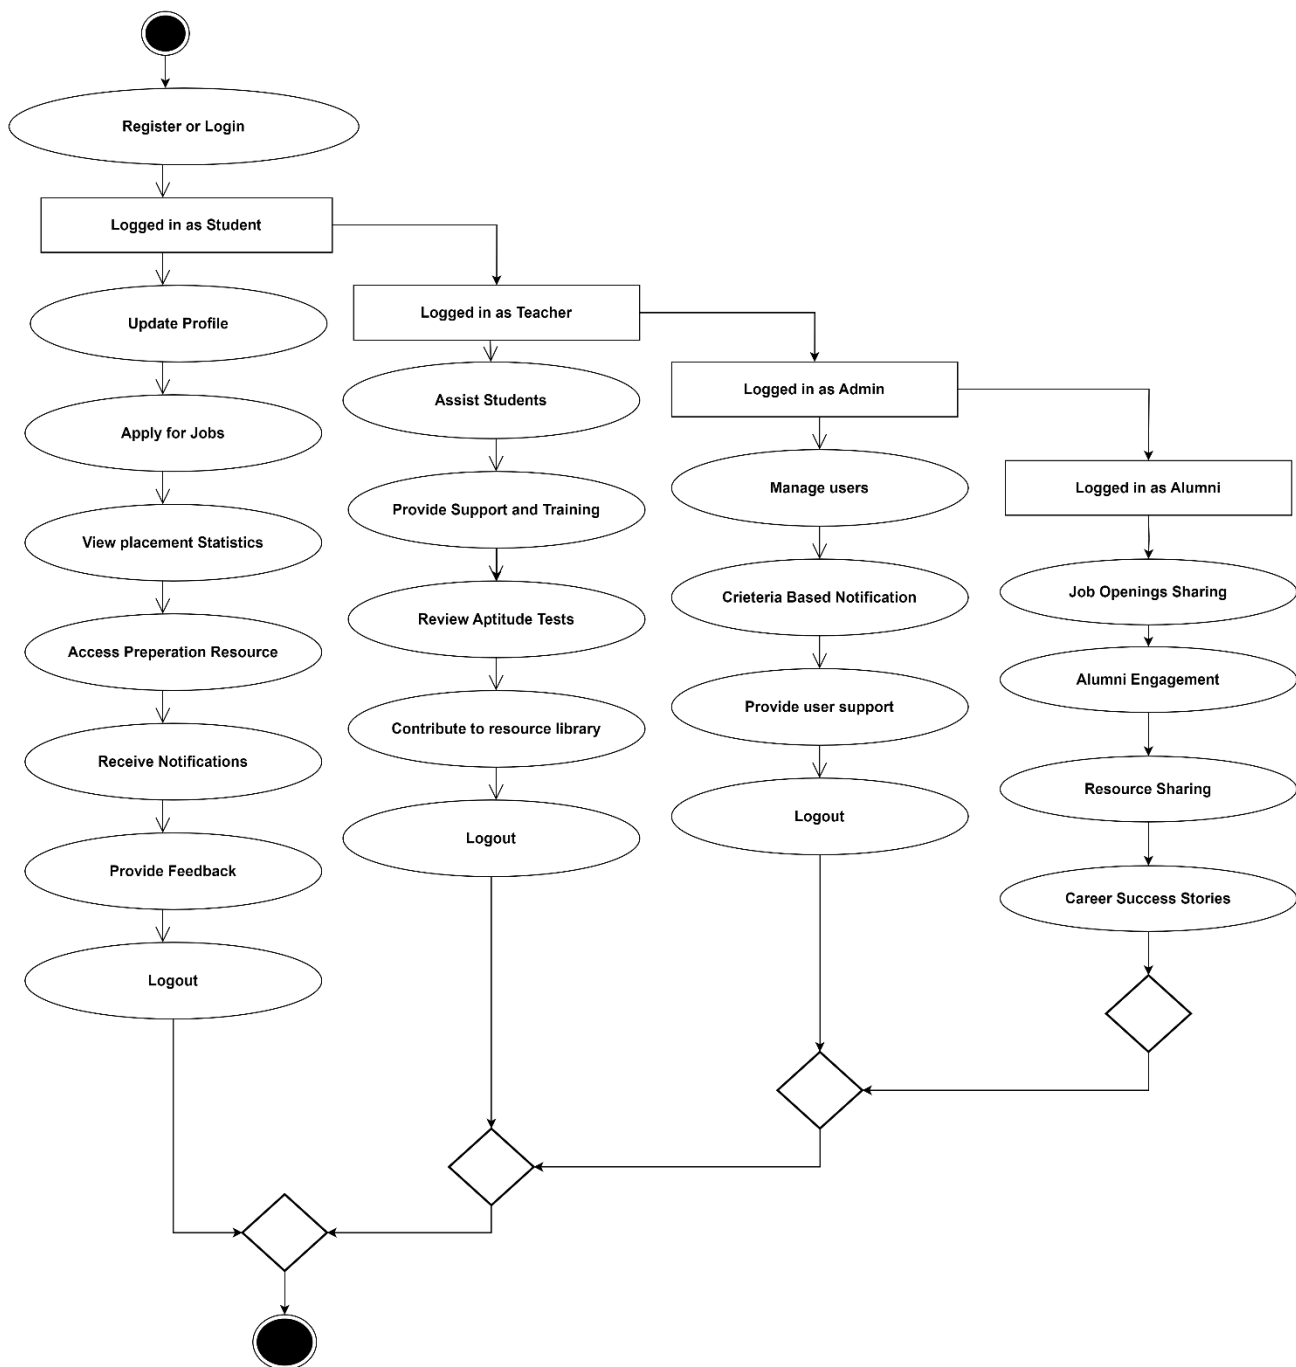 Register or Login
Logged in as Student
Update Profile
Apply for Jobs
View placement Statistics
Access Preperation Resource
Receive Notifications
Provide Feedback
Logout
Logged in as Teacher
Assist Students
Provide Support and Training
Review Aptitude Tests
Contribute to resource library
Logout
Logged in as Admin
Manage users
Crieteria Based Notification
Provide user support
Logout
Logged in as Alumni
Job Openings Sharing
Alumni Engagement
Resource Sharing
Career Success Stories